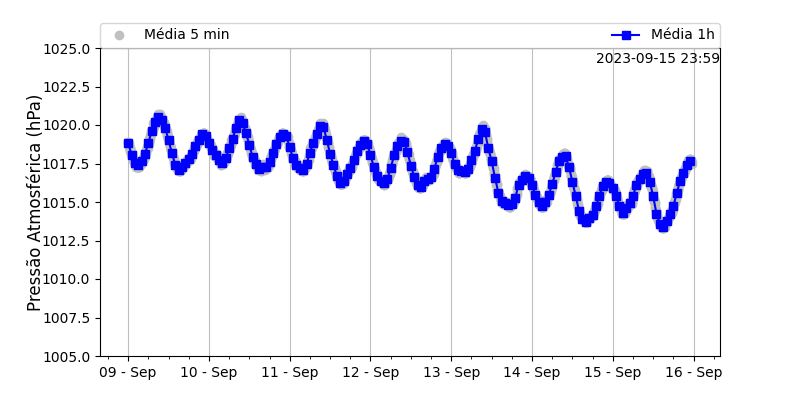 Média 5 min
Média 1h
2023-09-15 23:59
Pressão Atmosférica (hPa)
1025.0
1022.5
1020.0
1017.5
1015.0
1012.5
1010.0
1007.5
1005.0
09 - Sep
10 - Sep
11 - Sep
12 - Sep
13 - Sep
14 - Sep
15 - Sep
16 - Sep